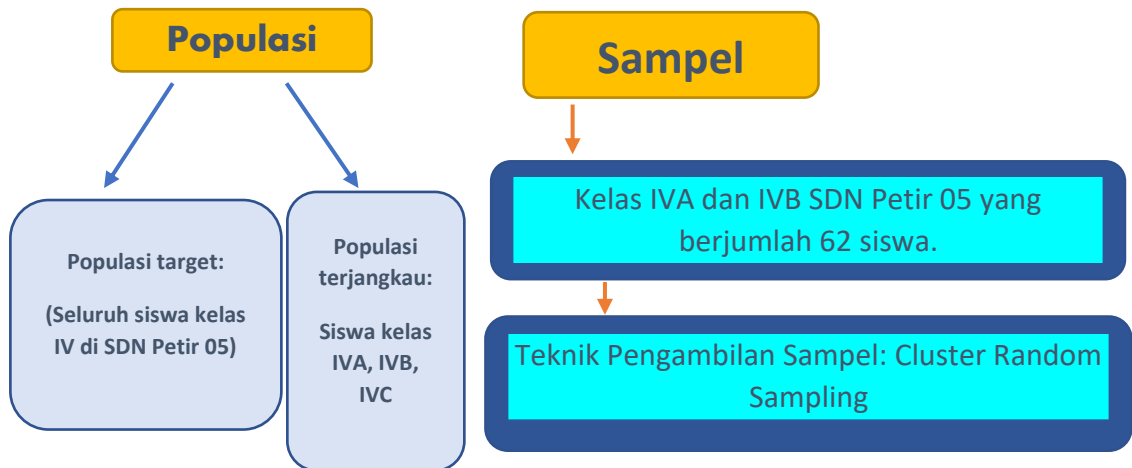 Populasi
Populasi target:
(Seluruh siswa kelas
IV di SDN Petir 05)
Populasi
terjangkau:
Siswa kelas
IVA, IVB,
IVC
Sampel
Kelas IVA dan IVB SDN Petir 05 yang
berjumlah 62 siswa.
Teknik Pengambilan Sampel: Cluster Random
Sampling